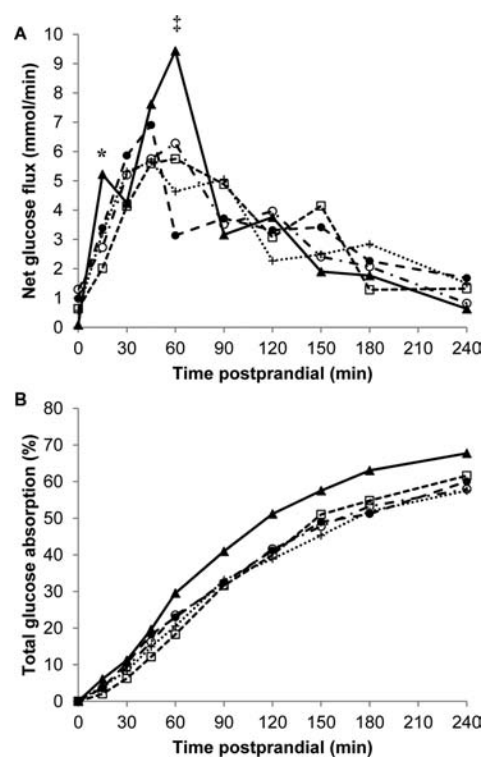 A
‡
*
10
9
8
7
6
5
4
3
2
1
0
Net glucose flux (mmol/min)
0 30 60 90 120 150 180 210 240
Time postprandial (min)
B
80
70
60
50
40
30
20
10
0
Total glucose absorption (%)
0 30 60 90 120 150 180 210 240
Time postprandial (min)